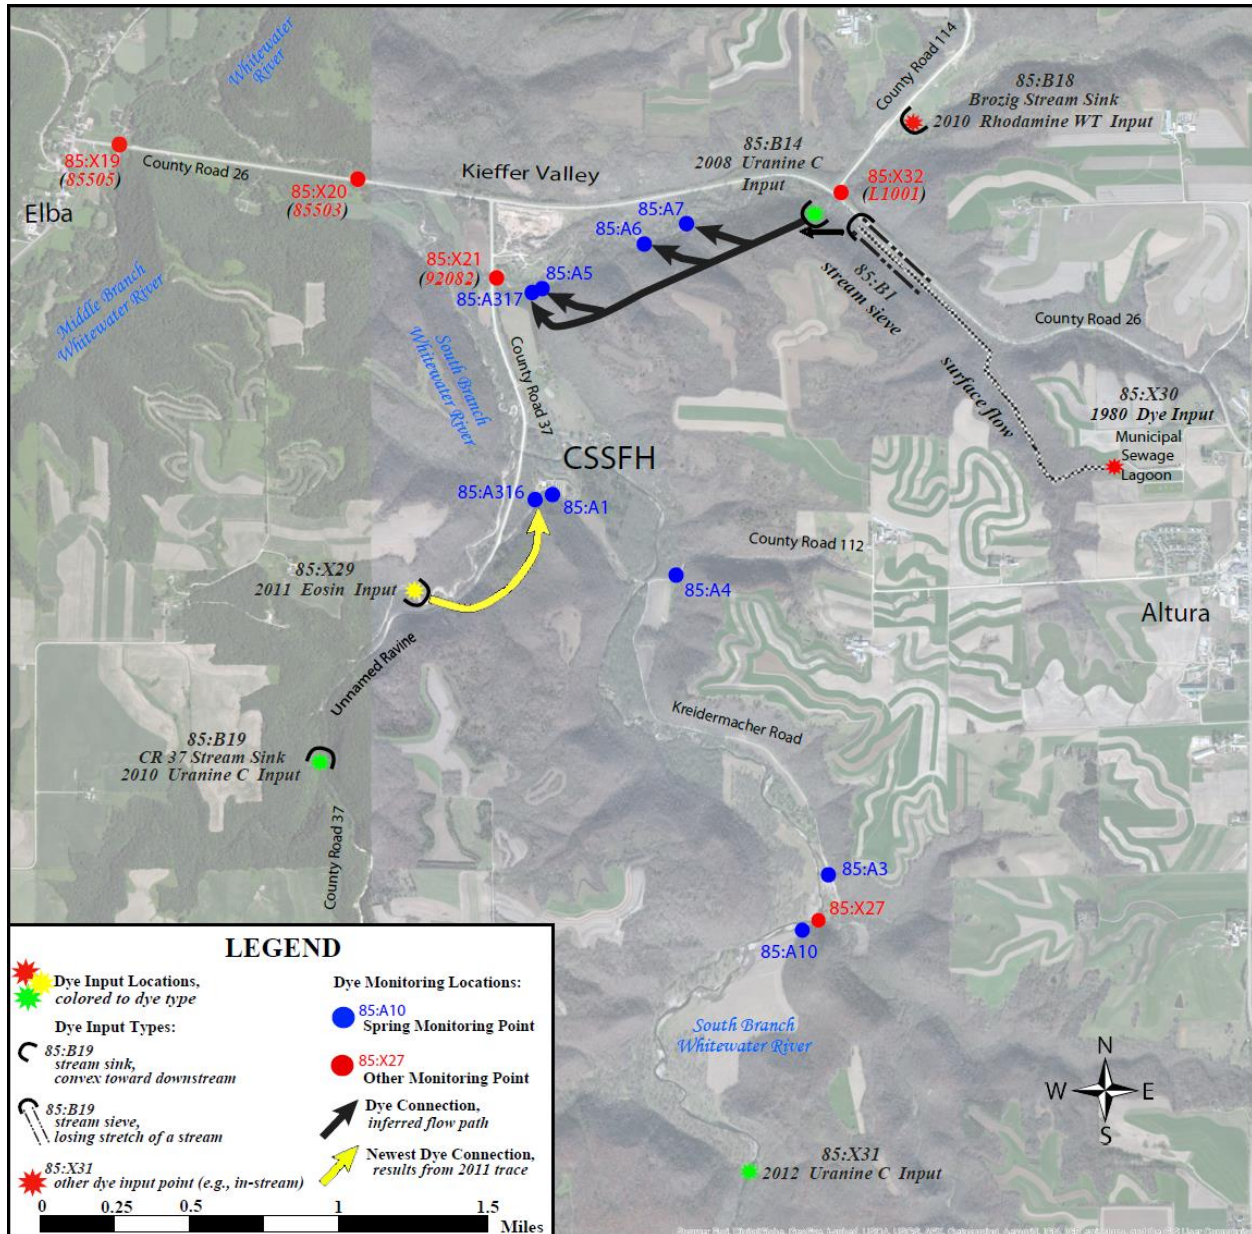 Whitewater
River
County Road 114
85:B18
Brozig Stream Sink
2010 Rhodamine WT Input
85:B14
2008 Uranine C
Input
85:X19
(85505)
County Road 26
85:X20
(85503)
Kieffer Valley
85:X32
(L1001)
Elba
85:A7
85:A6
85:X21
(92082)
85:A5
85:A317
85:B1
stream sieve
County Road 26
Middle Branch
Whitewater River
South Branch
Whitewater River
County Road 37
surface flow
85:X30
1980 Dye Input
Municipal
Sewage
Lagoon
CSSFH
85:A316
85:A1
County Road 112
85:X29
2011 Eosin Input
85:A4
Altura
Unnamed Ravine
Kreidermacher Road
85:B19
CR 37 Stream Sink
2010 Uranine C Input
County Road 37
85:A3
85:X27
85:A10
South Branch
Whitewater River
N
W E
S
85:X31
2012 Uranine C Input
LEGEND
Dye Input Locations,
colored to dye type
Dye Input Types:
85:B19
stream sink,
convex toward downstream
85:B19
stream sieve,
losing stretch of a stream
85:X31
other dye input point (e.g., in-stream)
Dye Monitoring Locations:
85:A10
Spring Monitoring Point
85:X27
Other Monitoring Point
Dye Connection,
inferred flow path
Newest Dye Connection,
results from 2011 trace
0 0.25 0.5 1 1.5
Miles